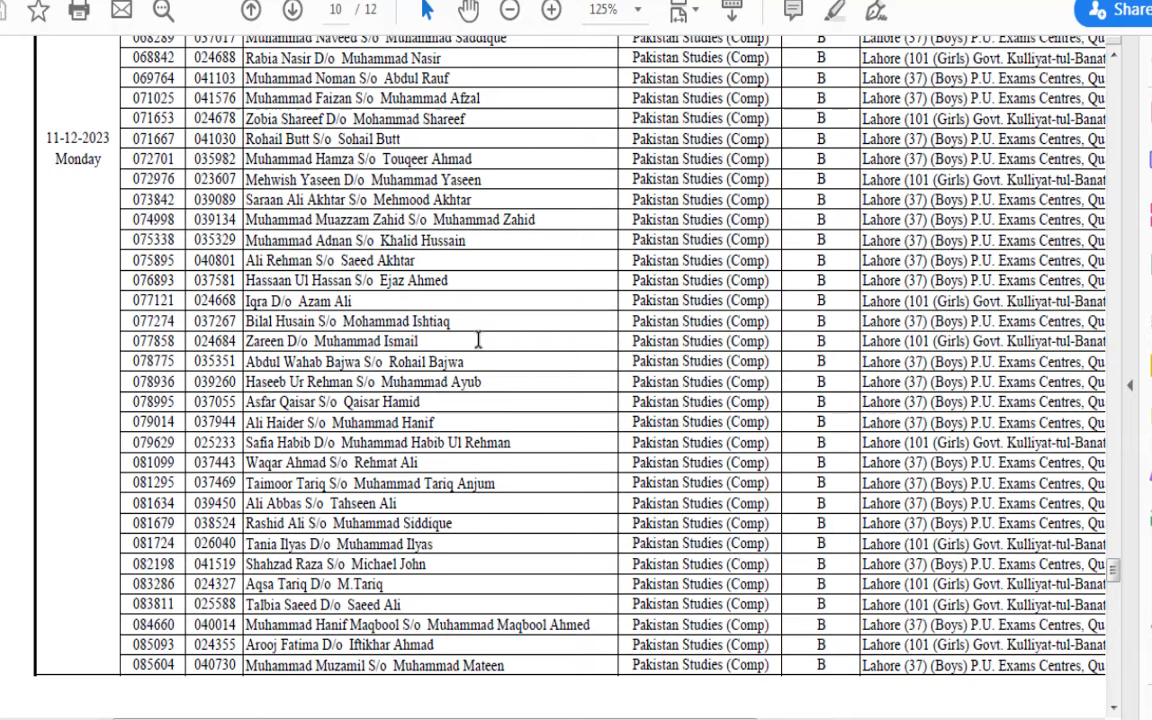 10 / 12 125% Share
068289 037017 Muhammad Naveed S/o Muhammad Saddique Pakistan Studies (Comp) B Lahore (37) (Boys) P.U. Exams Centres, Qu
068842 024688 Rabia Nasir D/o Muhammad Nasir Pakistan Studies (Comp) B Lahore (101 (Girls) Govt. Kulliyat-tul-Banat
069764 041103 Muhammad Noman S/o Abdul Rauf Pakistan Studies (Comp) B Lahore (37) (Boys) P.U. Exams Centres, Qu
071025 041576 Muhammad Faizan S/o Muhammad Afzal Pakistan Studies (Comp) B Lahore (37) (Boys) P.U. Exams Centres, Qu
071653 024678 Zobia Shareef D/o Mohammad Shareef Pakistan Studies (Comp) B Lahore (101 (Girls) Govt. Kulliyat-tul-Banat
11-12-2023 071667 041030 Rohail Butt S/o Sohail Butt Pakistan Studies (Comp) B Lahore (37) (Boys) P.U. Exams Centres, Qu
Monday 072701 035982 Muhammad Hamza S/o Touqeer Ahmad Pakistan Studies (Comp) B Lahore (37) (Boys) P.U. Exams Centres, Qu
072976 023607 Mehwish Yaseen D/o Muhammad Yaseen Pakistan Studies (Comp) B Lahore (101 (Girls) Govt. Kulliyat-tul-Banat
073842 039089 Saraan Ali Akhtar S/o Mehmood Akhtar Pakistan Studies (Comp) B Lahore (37) (Boys) P.U. Exams Centres, Qu
074998 039134 Muhammad Muazzam Zahid S/o Muhammad Zahid Pakistan Studies (Comp) B Lahore (37) (Boys) P.U. Exams Centres, Qu
075338 035329 Muhammad Adnan S/o Khalid Hussain Pakistan Studies (Comp) B Lahore (37) (Boys) P.U. Exams Centres, Qu
075895 040801 Ali Rehman S/o Saeed Akhtar Pakistan Studies (Comp) B Lahore (37) (Boys) P.U. Exams Centres, Qu
076893 037581 Hassaan Ul Hassan S/o Ejaz Ahmed Pakistan Studies (Comp) B Lahore (37) (Boys) P.U. Exams Centres, Qu
077121 024668 Iqra D/o Azam Ali Pakistan Studies (Comp) B Lahore (101 (Girls) Govt. Kulliyat-tul-Banat
077274 037267 Bilal Husain S/o Mohammad Ishtiaq Pakistan Studies (Comp) B Lahore (37) (Boys) P.U. Exams Centres, Qu
077858 024684 Zareen D/o Muhammad Ismail Pakistan Studies (Comp) B Lahore (101 (Girls) Govt. Kulliyat-tul-Banat
078775 035351 Abdul Wahab Bajwa S/o Rohail Bajwa Pakistan Studies (Comp) B Lahore (37) (Boys) P.U. Exams Centres, Qu
078936 039260 Haseeb Ur Rehman S/o Muhammad Ayub Pakistan Studies (Comp) B Lahore (37) (Boys) P.U. Exams Centres, Qu
078995 037055 Asfar Qaisar S/o Qaisar Hamid Pakistan Studies (Comp) B Lahore (37) (Boys) P.U. Exams Centres, Qu
079014 037944 Ali Haider S/o Muhammad Hanif Pakistan Studies (Comp) B Lahore (37) (Boys) P.U. Exams Centres, Qu
079629 025233 Safia Habib D/o Muhammad Habib Ul Rehman Pakistan Studies (Comp) B Lahore (101 (Girls) Govt. Kulliyat-tul-Banat
081099 037443 Waqar Ahmad S/o Rehmat Ali Pakistan Studies (Comp) B Lahore (37) (Boys) P.U. Exams Centres, Qu
081295 037469 Taimoor Tariq S/o Muhammad Tariq Anjum Pakistan Studies (Comp) B Lahore (37) (Boys) P.U. Exams Centres, Qu
081634 039450 Ali Abbas S/o Tahseen Ali Pakistan Studies (Comp) B Lahore (37) (Boys) P.U. Exams Centres, Qu
081679 038524 Rashid Ali S/o Muhammad Siddique Pakistan Studies (Comp) B Lahore (37) (Boys) P.U. Exams Centres, Qu
081724 026040 Tania Ilyas D/o Muhammad Ilyas Pakistan Studies (Comp) B Lahore (101 (Girls) Govt. Kulliyat-tul-Banat
082198 041519 Shahzad Raza S/o Michael John Pakistan Studies (Comp) B Lahore (37) (Boys) P.U. Exams Centres, Qu
083286 024327 Aqsa Tariq D/o M.Tariq Pakistan Studies (Comp) B Lahore (101 (Girls) Govt. Kulliyat-tul-Banat
083811 025588 Talbia Saeed D/o Saeed Ali Pakistan Studies (Comp) B Lahore (101 (Girls) Govt. Kulliyat-tul-Banat
084660 040014 Muhammad Hanif Maqbool S/o Muhammad Maqbool Ahmed Pakistan Studies (Comp) B Lahore (37) (Boys) P.U. Exams Centres, Qu
085093 024355 Arooj Fatima D/o Iftikhar Ahmad Pakistan Studies (Comp) B Lahore (101 (Girls) Govt. Kulliyat-tul-Banat
085604 040730 Muhammad Muzamil S/o Muhammad Mateen Pakistan Studies (Comp) B Lahore (37) (Boys) P.U. Exams Centres, Qu